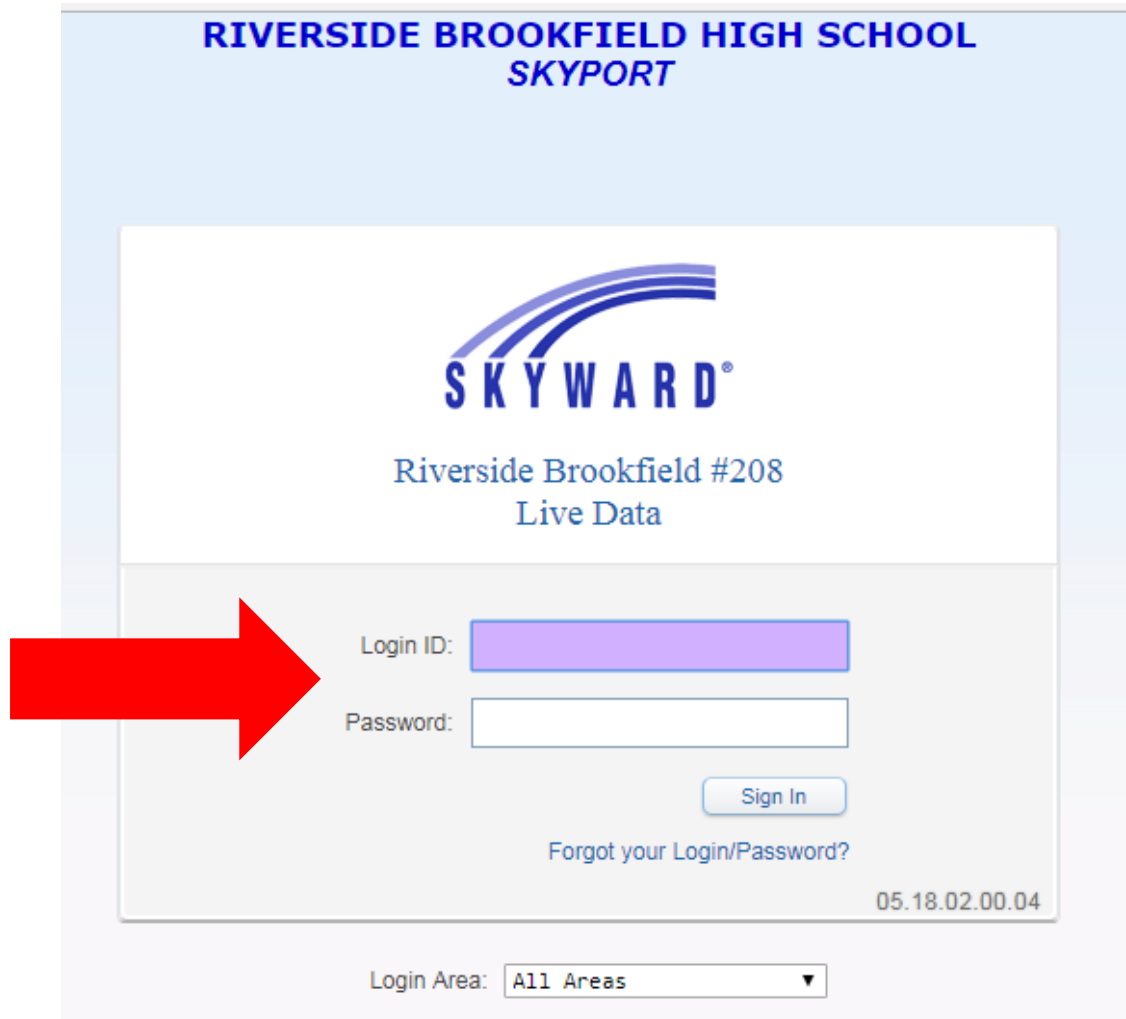 RIVERSIDE BROOKFIELD HIGH SCHOOL
SKYPORT
SKYWARD®
Riverside Brookfield #208
Live Data
Login ID:
Password:
Sign In
Forgot your Login/Password?
05.18.02.00.04
Login Area: All Areas